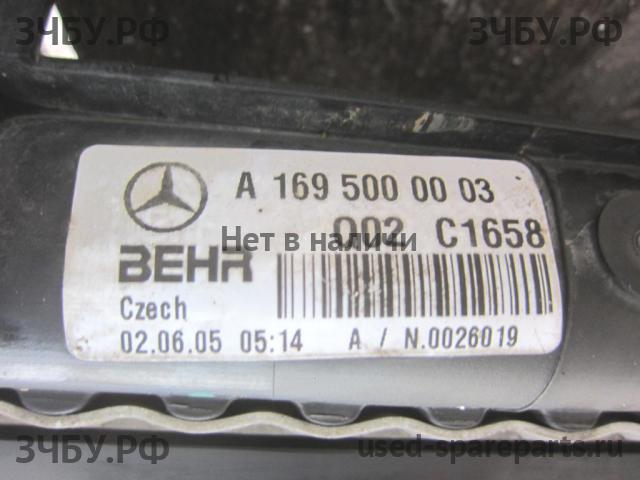 ЗЧБУ.РФ ЗЧБУ.РФ
A 169 500 00 03
002 C1658
Нет в наличии
BEHR
Czech
02.06.05 05:14 A / N.0026019
ЗЧБУ.РФ used-spareparts.ru